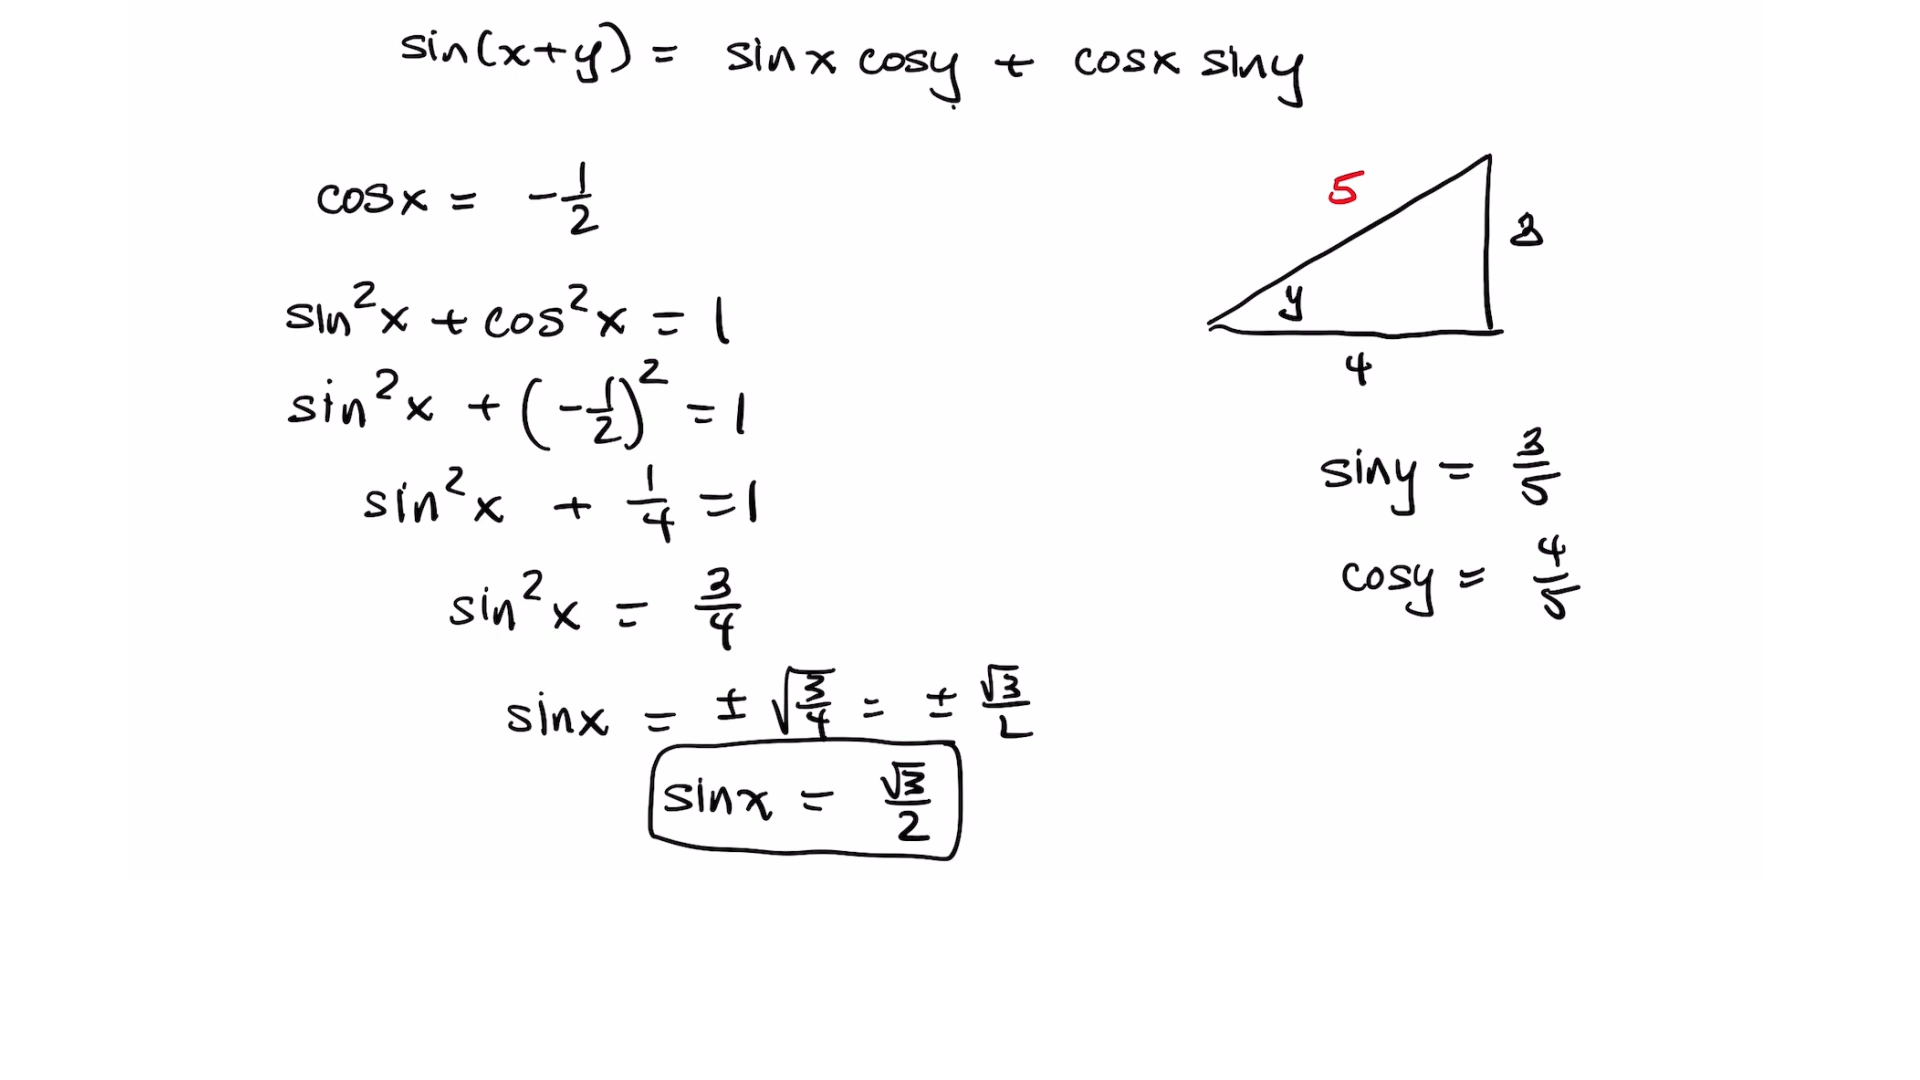 sin(x+y) = sinx cosy + cosx siny
cosx = -1/2
sin²x + cos²x = 1
sin²x + (-1/2)² = 1
sin²x + 1/4 = 1
sin²x = 3/4
sinx = ± √(3/4) = ± √3/2
sinx = √3/2
5
3
y
4
siny = 3/5
cosy = 4/5